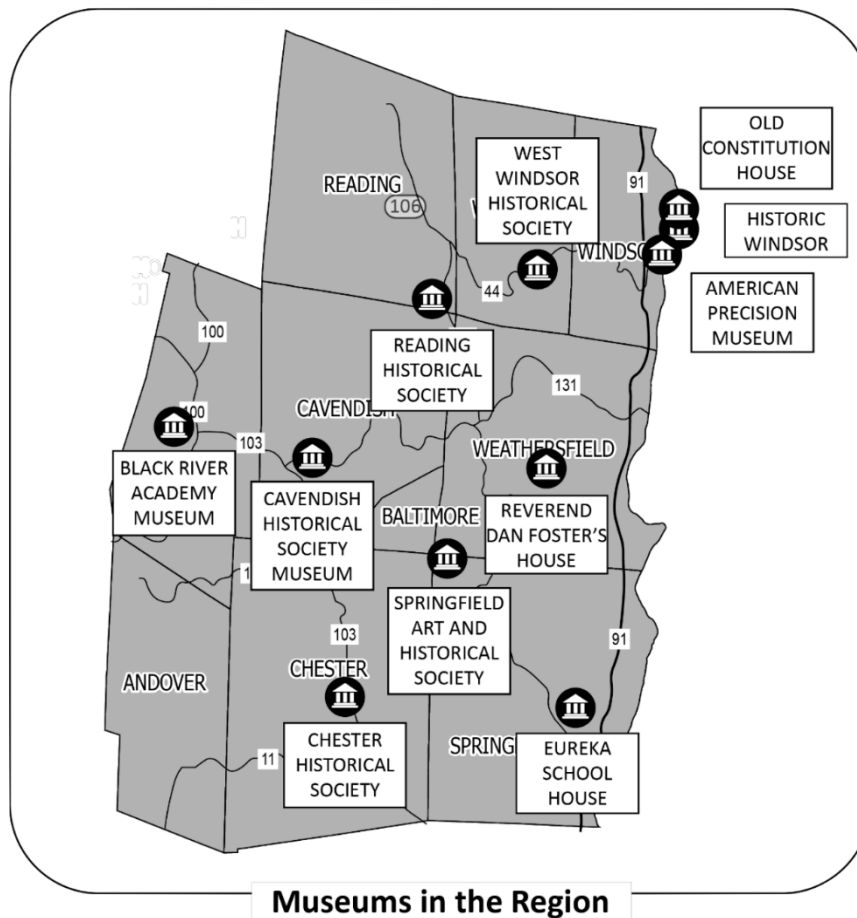 OLD
CONSTITUTION
HOUSE
WEST
WINDSOR
HISTORICAL
SOCIETY
91
READING
106
HISTORIC
WINDSOR
W
WINDSO
44
AMERICAN
PRECISION
MUSEUM
100
READING
HISTORICAL
SOCIETY
131
100
CAVENDISH
103
WEATHERSFIELD
BLACK RIVER
ACADEMY
MUSEUM
CAVENDISH
HISTORICAL
SOCIETY
MUSEUM
BALTIMORE
REVEREND
DAN FOSTER'S
HOUSE
1
SPRINGFIELD
ART AND
HISTORICAL
SOCIETY
103
91
CHESTER
ANDOVER
CHESTER
HISTORICAL
SOCIETY
11
SPRING
EUREKA
SCHOOL
HOUSE
Museums in the Region